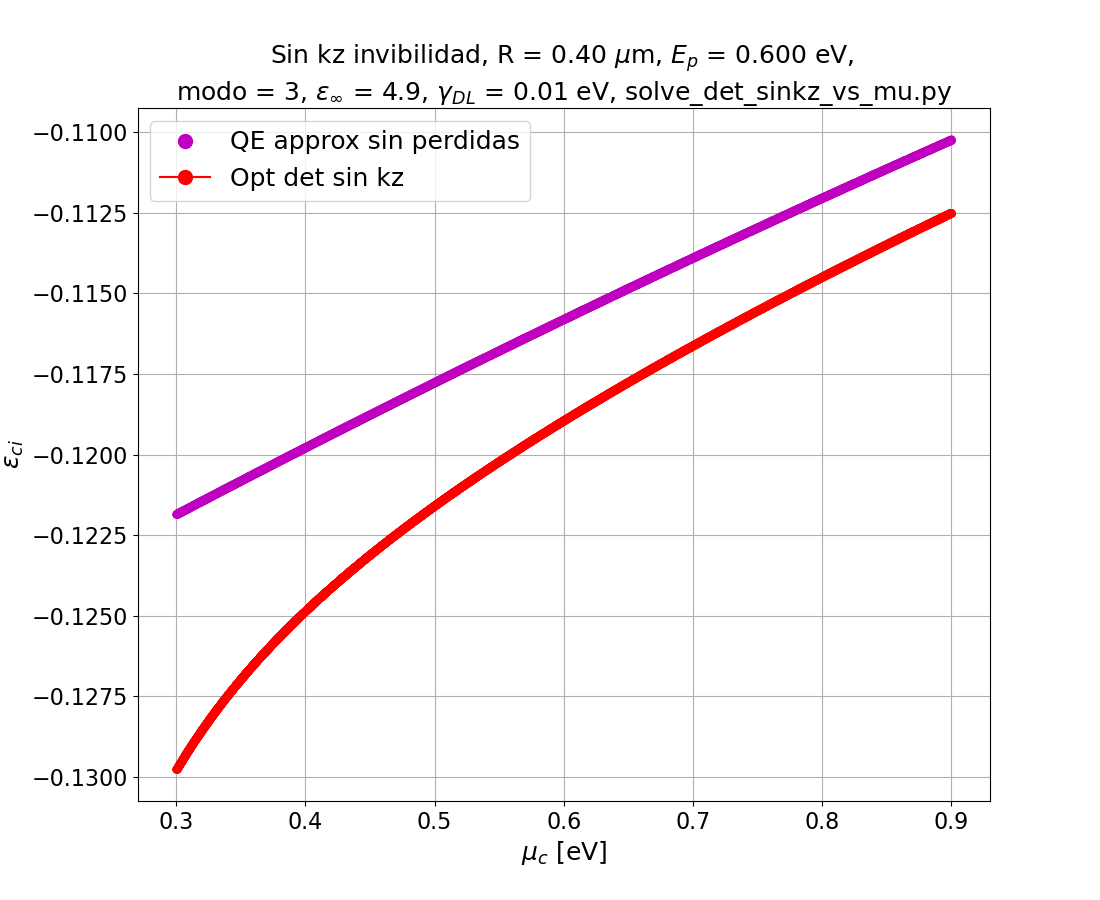 Sin kz invibilidad, R = 0.40 μm, E_p = 0.600 eV,
modo = 3, ε_∞ = 4.9, γ_DL = 0.01 eV, solve_det_sinkz_vs_mu.py
QE approx sin perdidas
Opt det sin kz
−0.1100
−0.1125
−0.1150
−0.1175
−0.1200
−0.1225
−0.1250
−0.1275
−0.1300
ε_ci
0.3 0.4 0.5 0.6 0.7 0.8 0.9
μ_c [eV]